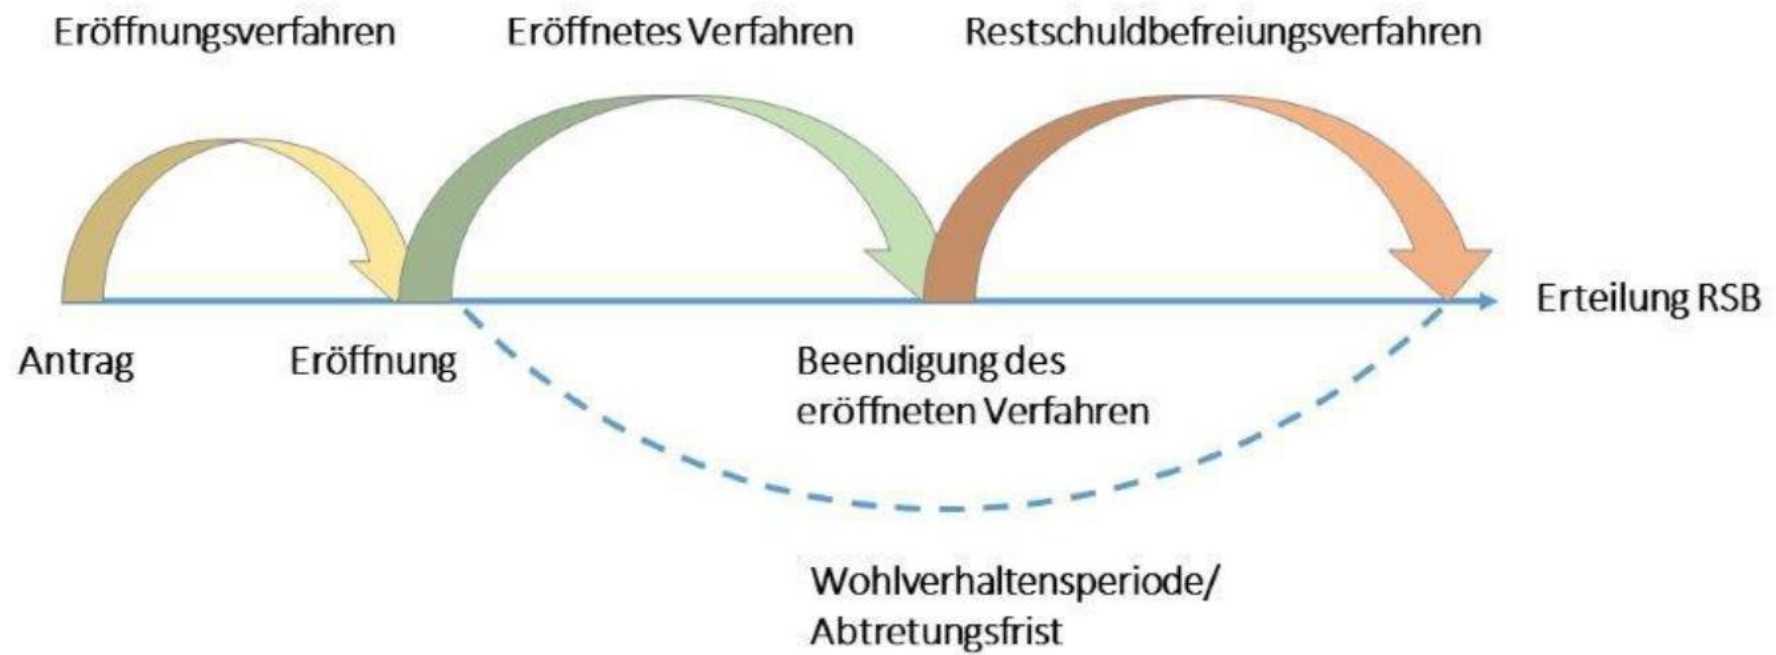 Eröffnungsverfahren
Eröffnetes Verfahren
Restschuldbefreiungsverfahren
Erteilung RSB
Antrag
Eröffnung
Beendigung des
eröffneten Verfahren
Wohlverhaltensperiode/
Abtretungsfrist